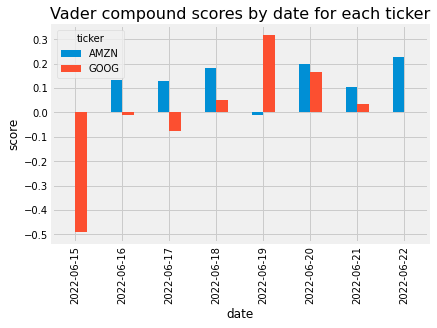 Vader compound scores by date for each ticker
ticker
AMZN
GOOG
score
0.3
0.2
0.1
0.0
−0.1
−0.2
−0.3
−0.4
−0.5
2022-06-15
2022-06-16
2022-06-17
2022-06-18
2022-06-19
2022-06-20
2022-06-21
2022-06-22
date